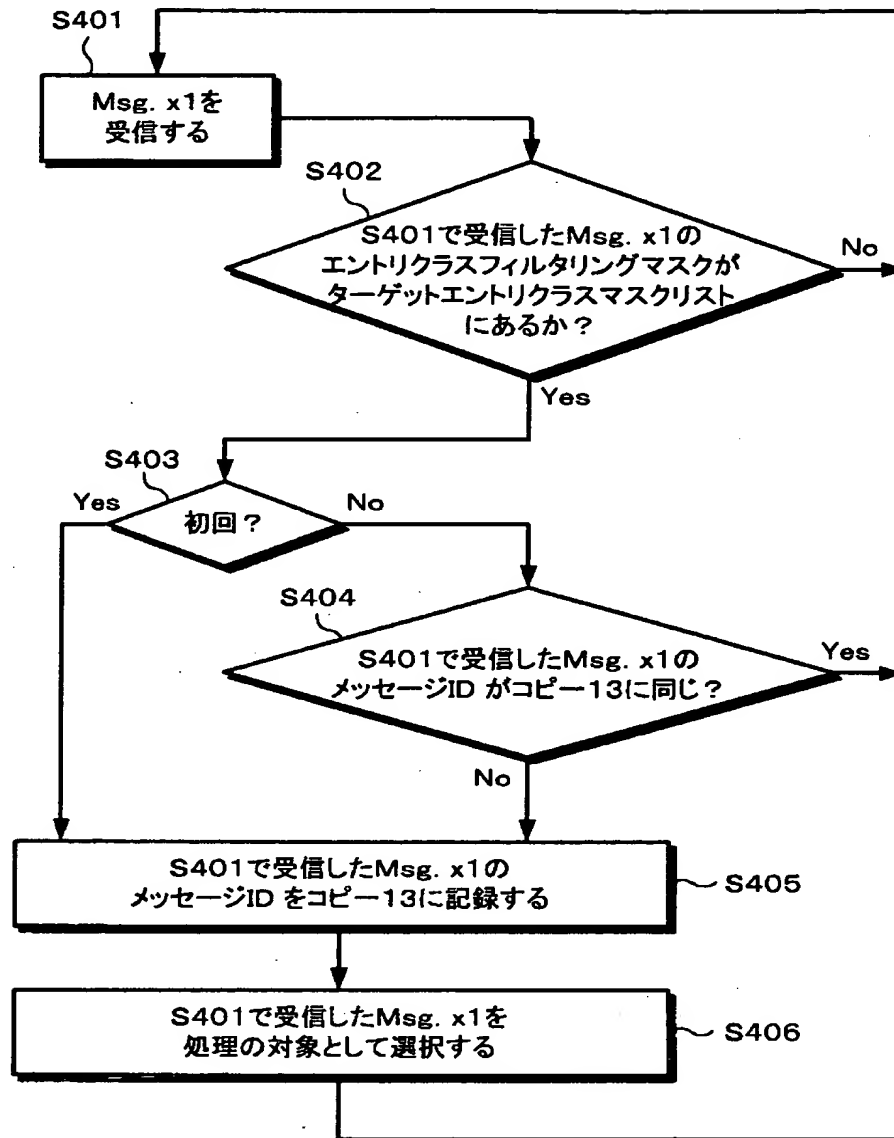 S401
Msg. x1を
受信する
S402
S401で受信したMsg. x1の
エントリクラスフィルタリングマスクが
ターゲットエントリクラスマスクリスト
にあるか？
No
Yes
S403
Yes
初回？
No
S404
S401で受信したMsg. x1の
メッセージID がコピー13に同じ？
Yes
No
S401で受信したMsg. x1の
メッセージID をコピー13に記録する
S405
S401で受信したMsg. x1を
処理の対象として選択する
S406